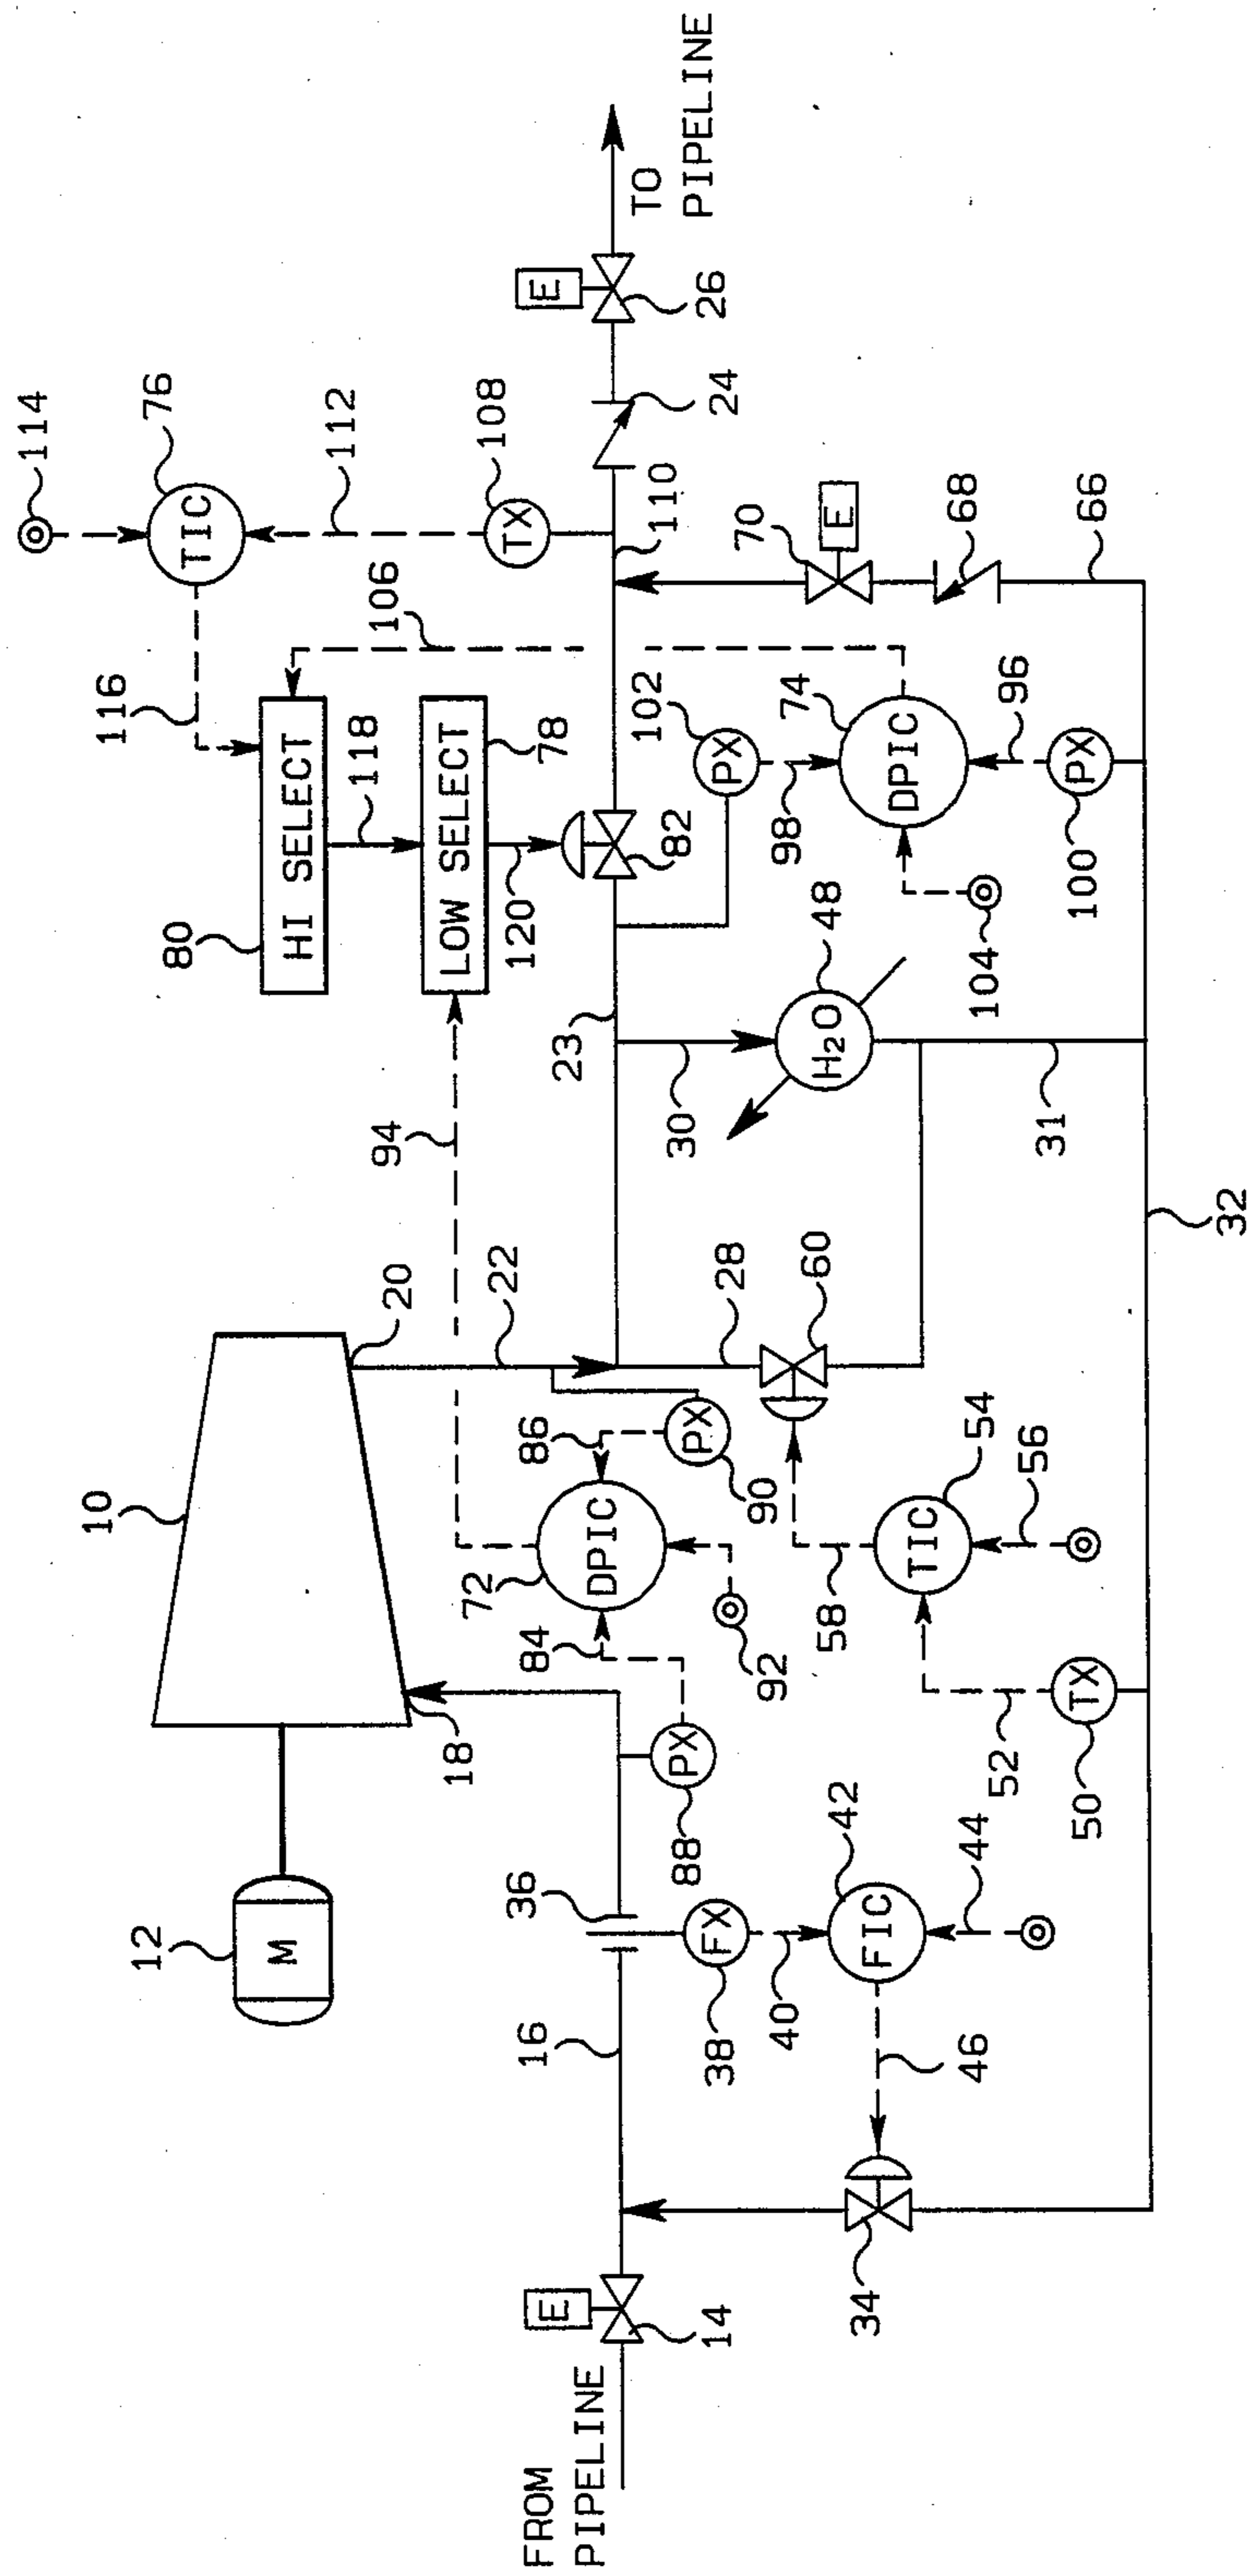 FROM
PIPELINE
14
E
16
34
46
36
FX
38
40
FIC
42
44
12
M
10
18
20
22
PX
88
84
DPIC
72
86
PX
90
92
94
TX
50
52
TIC
54
56
58
28
60
23
30
H₂O
48
31
32
80
HI SELECT
118
LOW SELECT
78
120
82
116
106
TIC
76
114
112
TX
108
110
PX
102
98
DPIC
74
96
PX
100
104
70
E
68
66
24
E
26
TO
PIPELINE